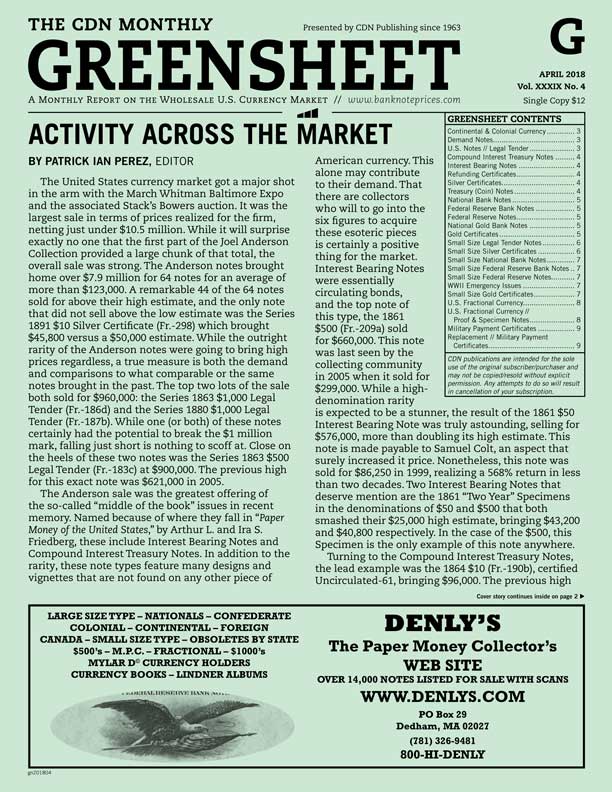 THE CDN MONTHLY
Presented by CDN Publishing since 1963
GREENSHEET
G
APRIL 2018
Vol. XXXIX No. 4
Single Copy $12
A Monthly Report on the Wholesale U.S. Currency Market // www.banknoteprices.com
ACTIVITY ACROSS THE MARKET
BY PATRICK IAN PEREZ, EDITOR
The United States currency market got a major shot
in the arm with the March Whitman Baltimore Expo
and the associated Stack's Bowers auction. It was the
largest sale in terms of prices realized for the firm,
netting just under $10.5 million. While it will surprise
exactly no one that the first part of the Joel Anderson
Collection provided a large chunk of that total, the
overall sale was strong. The Anderson notes brought
home over $7.9 million for 64 notes for an average of
more than $123,000. A remarkable 44 of the 64 notes
sold for above their high estimate, and the only note
that did not sell above the low estimate was the Series
1891 $10 Silver Certificate (Fr.-298) which brought
$45,800 versus a $50,000 estimate. While the outright
rarity of the Anderson notes were going to bring high
prices regardless, a true measure is both the demand
and comparisons to what comparable or the same
notes brought in the past. The top two lots of the sale
both sold for $960,000: the Series 1863 $1,000 Legal
Tender (Fr.-186d) and the Series 1880 $1,000 Legal
Tender (Fr.-187b). While one (or both) of these notes
certainly had the potential to break the $1 million
mark, falling just short is nothing to scoff at. Close on
the heels of these two notes was the Series 1863 $500
Legal Tender (Fr.-183c) at $900,000. The previous high
for this exact note was $621,000 in 2005.
The Anderson sale was the greatest offering of
the so-called "middle of the book" issues in recent
memory. Named because of where they fall in "Paper
Money of the United States," by Arthur L. and Ira S.
Friedberg, these include Interest Bearing Notes and
Compound Interest Treasury Notes. In addition to the
rarity, these note types feature many designs and
vignettes that are not found on any other piece of
American currency. This
alone may contribute
to their demand. That
there are collectors
who will to go into the
six figures to acquire
these esoteric pieces
is certainly a positive
thing for the market.
Interest Bearing Notes
were essentially
circulating bonds,
and the top note of
this type, the 1861
$500 (Fr.-209a) sold
for $660,000. This note
was last seen by the
collecting community
in 2005 when it sold for
$299,000. While a high-
denomination rarity
is expected to be a stunner, the result of the 1861 $50
Interest Bearing Note was truly astounding, selling for
$576,000, more than doubling its high estimate. This
note is made payable to Samuel Colt, an aspect that
surely increased it price. Nonetheless, this note was
sold for $86,250 in 1999, realizing a 568% return in less
than two decades. Two Interest Bearing Notes that
deserve mention are the 1861 "Two Year" Specimens
in the denominations of $50 and $500 that both
smashed their $25,000 high estimate, bringing $43,200
and $40,800 respectively. In the case of the $500, this
Specimen is the only example of this note anywhere.
Turning to the Compound Interest Treasury Notes,
the lead example was the 1864 $10 (Fr.-190b), certified
Uncirculated-61, bringing $96,000. The previous high
Cover story continues inside on page 2 ▶
GREENSHEET CONTENTS
Continental & Colonial Currency.............. 3
Demand Notes........................................ 3
U.S. Notes // Legal Tender ..................... 3
Compound Interest Treasury Notes ......... 4
Interest Bearing Notes ........................... 4
Refunding Certificates............................ 4
Silver Certificates................................... 4
Treasury (Coin) Notes............................. 4
National Bank Notes .............................. 5
Federal Reserve Bank Notes .................. 5
Federal Reserve Notes............................ 5
National Gold Bank Notes ...................... 5
Gold Certificates.................................... 5
Small Size Legal Tender Notes ............... 6
Small Size Silver Certificates ................. 6
Small Size National Bank Notes.............. 7
Small Size Federal Reserve Bank Notes .. 7
Small Size Federal Reserve Notes........... 7
WWII Emergency Issues ......................... 7
Small Size Gold Certificates.................... 7
U.S. Fractional Currency......................... 8
U.S. Fractional Currency //
Proof & Specimen Notes...................... 8
Military Payment Certificates ................. 9
Replacement // Military Payment
Certificates......................................... 9
CDN publications are intended for the sole
use of the original subscriber/purchaser and
may not be copied/resold without explicit
permission. Any attempts to do so will result
in cancellation of your subscription.
LARGE SIZE TYPE – NATIONALS – CONFEDERATE
COLONIAL – CONTINENTAL – FOREIGN
CANADA – SMALL SIZE TYPE – OBSOLETES BY STATE
$500's – M.P.C. – FRACTIONAL – $1000's
MYLAR D© CURRENCY HOLDERS
CURRENCY BOOKS – LINDNER ALBUMS
FEDERAL RESERVE BANK NOTE
DENLY'S
The Paper Money Collector's
WEB SITE
OVER 14,000 NOTES LISTED FOR SALE WITH SCANS
WWW.DENLYS.COM
PO Box 29
Dedham, MA 02027
(781) 326-9481
800-HI-DENLY
gn201804